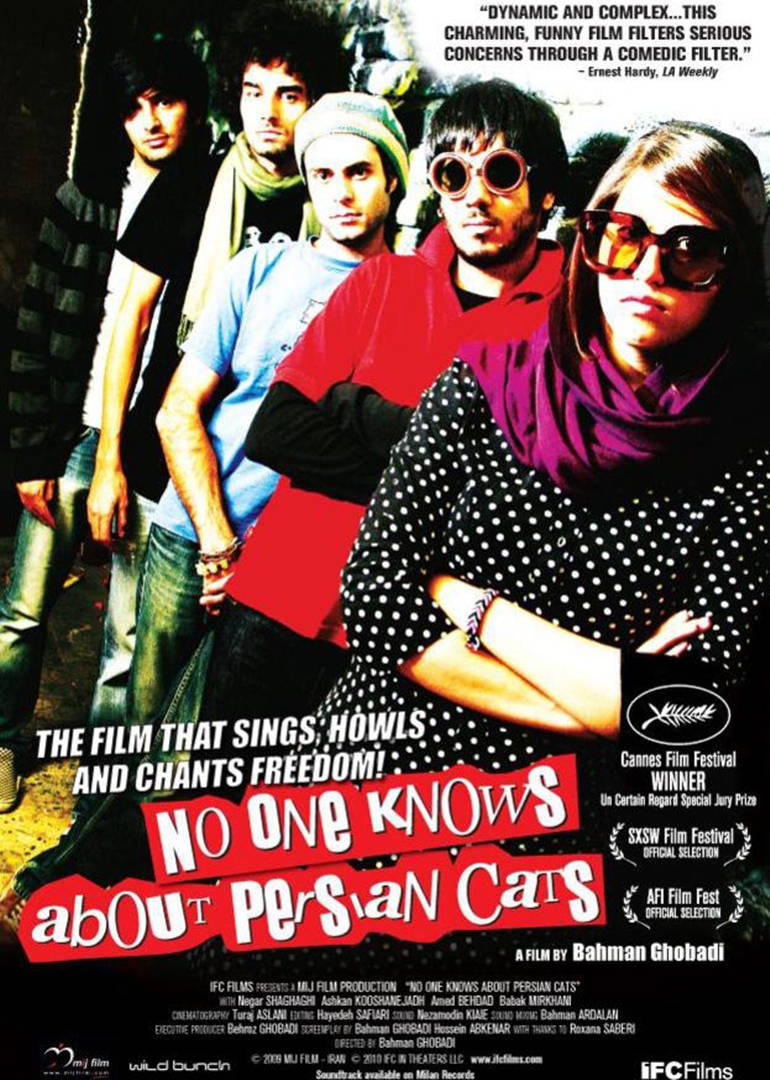 “DYNAMIC AND COMPLEX...THIS
CHARMING, FUNNY FILM FILTERS SERIOUS
CONCERNS THROUGH A COMEDIC FILTER.”
– Ernest Hardy, LA Weekly
THE FILM THAT SINGS, HOWLS
AND CHANTS FREEDOM!
NO ONE KNOWS
abOUT PERSIAN CATS
A FILM BY Bahman Ghobadi
Cannes Film Festival
WINNER
Un Certain Regard Special Jury Prize
SXSW Film Festival
OFFICIAL SELECTION
AFI Film Fest
OFFICIAL SELECTION
IFC FILMS PRESENTS A MIJ FILM PRODUCTION “NO ONE KNOWS ABOUT PERSIAN CATS”
WITH Negar SHAGHAGHI Ashkan KOOSHANEJADH Amed BEHDAD Babak MIRKHANI
CINEMATOGRAPHY Turaj ASLANI EDITING Hayedeh SAFIARI SOUND Nezamodin KIAIE SOUND MIXING Bahman ARDALAN
EXECUTIVE PRODUCER Behroz GHOBADI SCREENPLAY BY Bahman GHOBADI Hossein ABKENAR WITH THANKS TO Roxana SABERI
DIRECTED BY Bahman GHOBADI
© 2009 MIJ FILM - IRAN © 2010 IFC IN THEATERS LLC www.ifcfilms.com
Soundtrack available on Milan Records
mij film
www.mijfilm.com
wild bunch
IFCFilms